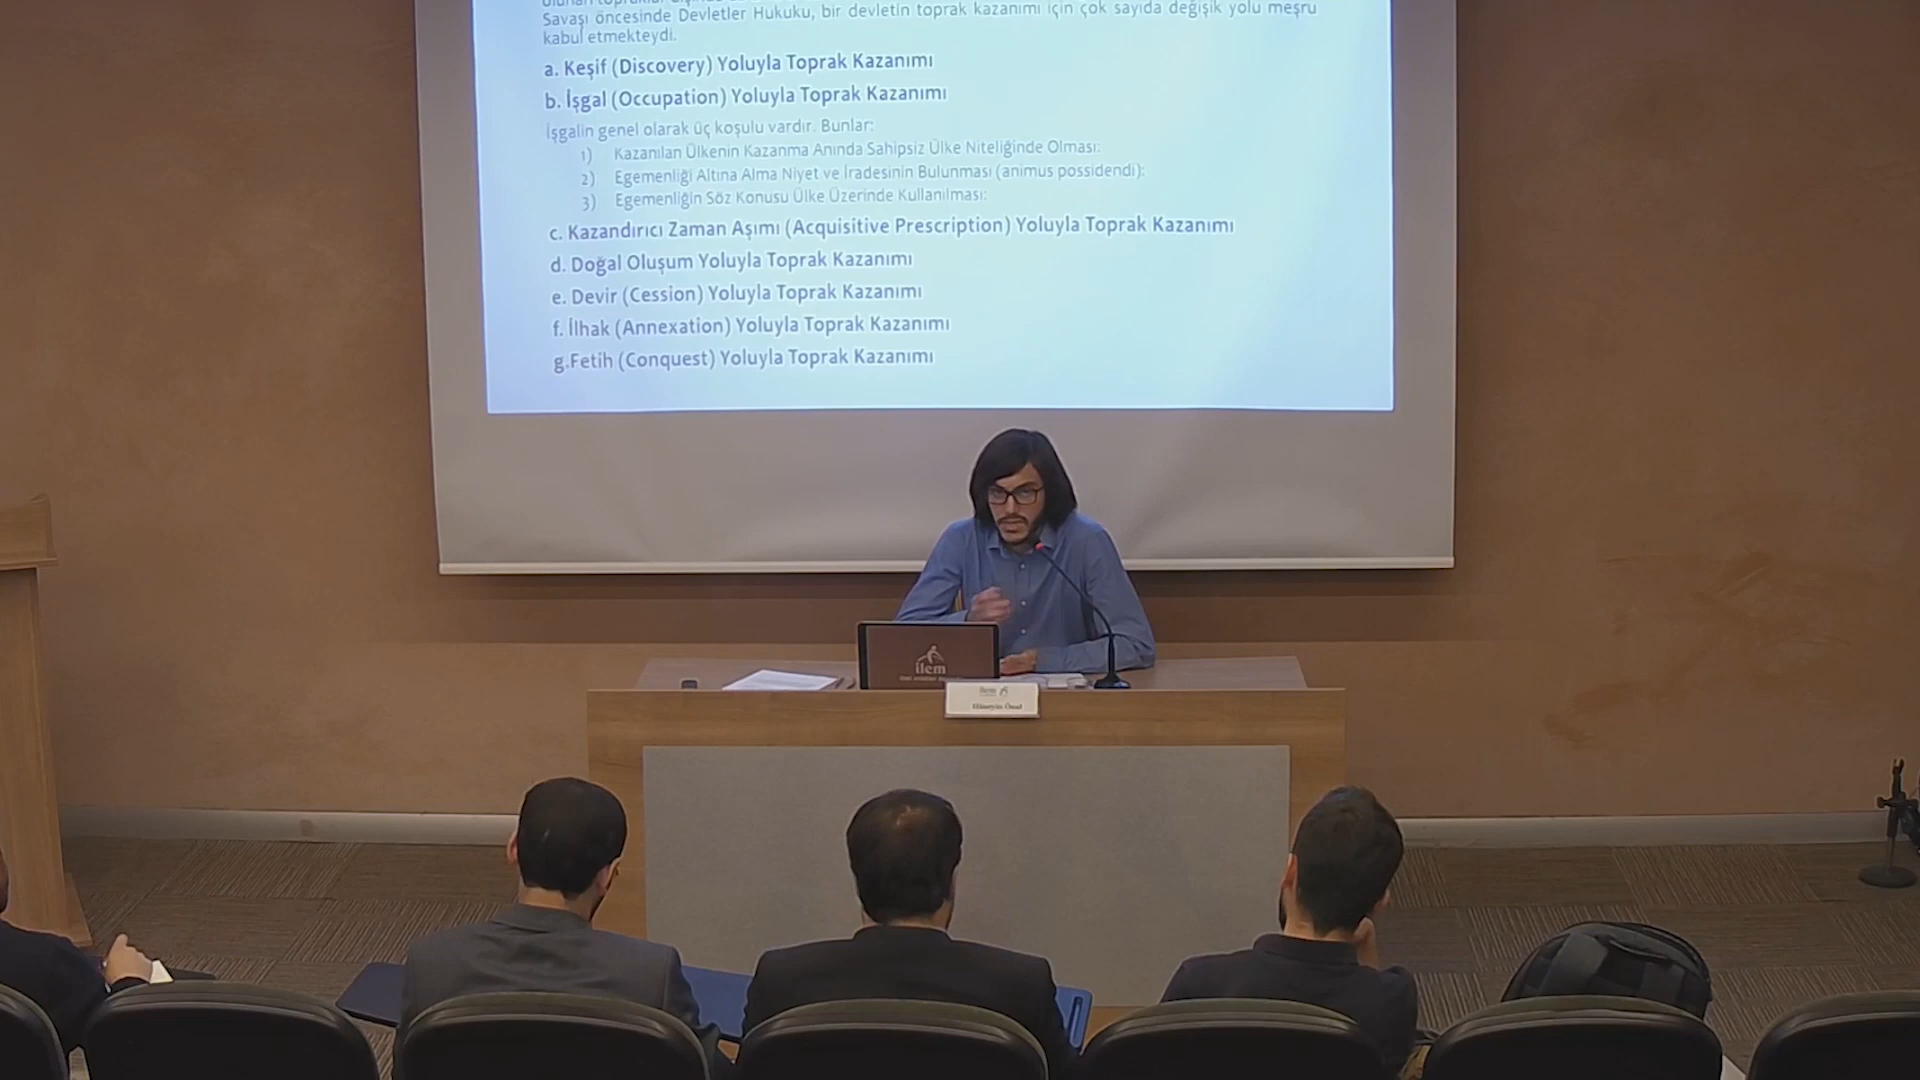 Savaşı öncesinde Devletler Hukuku, bir devletin toprak kazanımı için çok sayıda değişik yolu meşru
kabul etmekteydi.
a. Keşif (Discovery) Yoluyla Toprak Kazanımı
b. İşgal (Occupation) Yoluyla Toprak Kazanımı
İşgalin genel olarak üç koşulu vardır. Bunlar:
1) Kazanılan Ülkenin Kazanma Anında Sahipsiz Ülke Niteliğinde Olması:
2) Egemenliği Altına Alma Niyet ve İradesinin Bulunması (animus possidendi):
3) Egemenliğin Söz Konusu Ülke Üzerinde Kullanılması:
c. Kazandırıcı Zaman Aşımı (Acquisitive Prescription) Yoluyla Toprak Kazanımı
d. Doğal Oluşum Yoluyla Toprak Kazanımı
e. Devir (Cession) Yoluyla Toprak Kazanımı
f. İlhak (Annexation) Yoluyla Toprak Kazanımı
g.Fetih (Conquest) Yoluyla Toprak Kazanımı
ilem
ilem
Hüseyin Önal